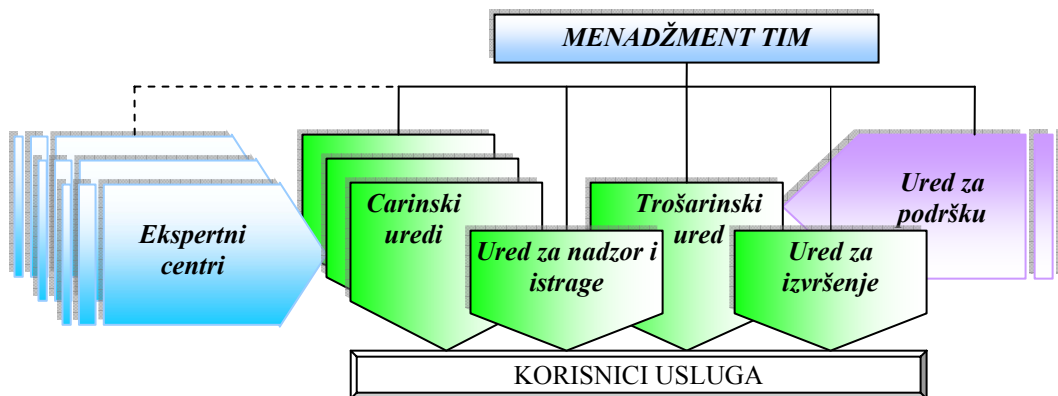 MENADŽMENT TIM
Ekspertni
centri
Carinski
uredi
Ured za nadzor i
istrage
Trošarinski
ured
Ured za
izvršenje
Ured za
podršku
KORISNICI USLUGA